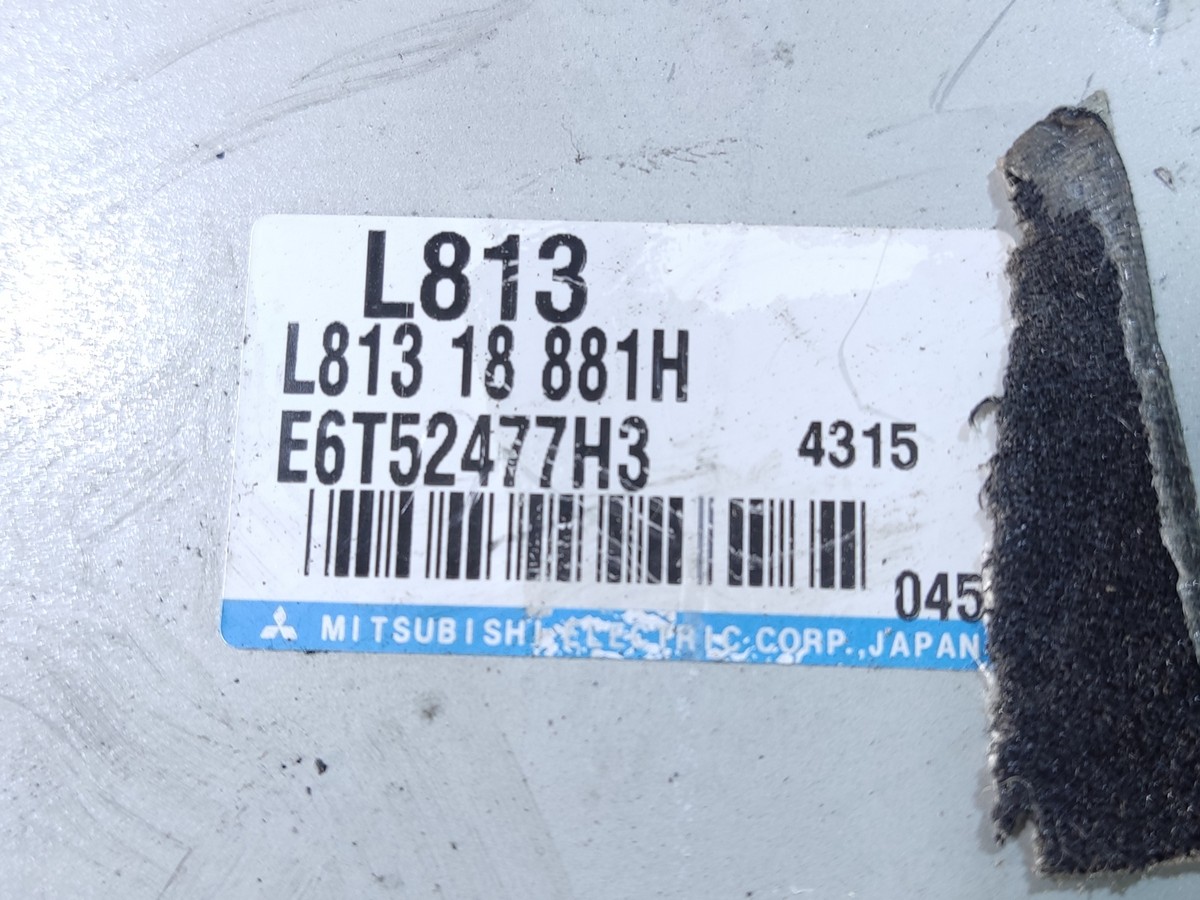 L813
L813 18 881H
E6T52477H3 4315
045
MITSUBISHI ELECTRIC CORP., JAPAN